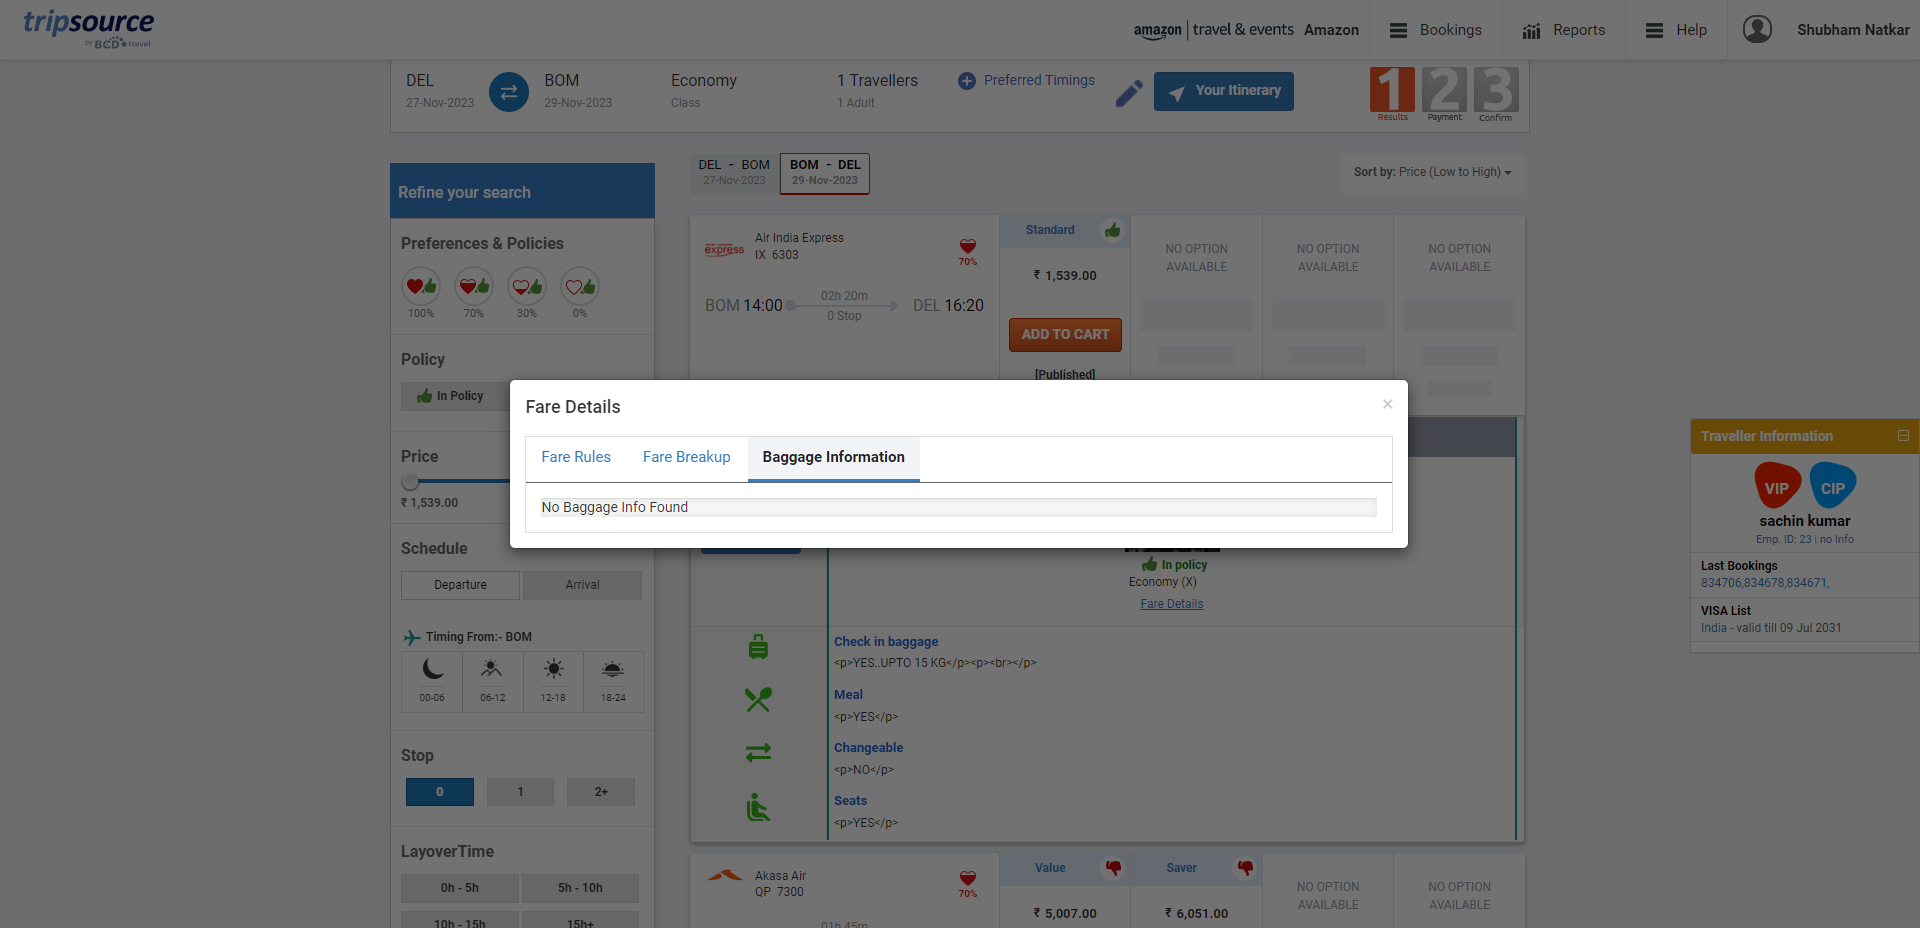 tripsource
by BCD travel
amazon travel & events Amazon
Bookings
Reports
Help
Shubham Natkar
DEL
27-Nov-2023
BOM
29-Nov-2023
Economy
Class
1 Travellers
1 Adult
Preferred Timings
Your Itinerary
1 2 3
Results Payment Confirm
Refine your search
Preferences & Policies
100% 70% 30% 0%
Policy
In Policy
Price
₹ 1,539.00
Schedule
Departure Arrival
Timing From:- BOM
00-06 06-12 12-18 18-24
Stop
0 1 2+
LayoverTime
0h - 5h 5h - 10h
10h - 15h 15h+
DEL - BOM
27-Nov-2023
BOM - DEL
29-Nov-2023
Sort by: Price (Low to High)
express
Air India Express
IX 6303
70%
BOM 14:00
02h 20m
0 Stop
DEL 16:20
Standard
₹ 1,539.00
ADD TO CART
[Published]
NO OPTION
AVAILABLE
NO OPTION
AVAILABLE
NO OPTION
AVAILABLE
Fare Details
×
Fare Rules Fare Breakup Baggage Information
No Baggage Info Found
In policy
Economy (X)
Fare Details
Check in baggage
<p>YES..UPTO 15 KG</p><p><br></p>
Meal
<p>YES</p>
Changeable
<p>NO</p>
Seats
<p>YES</p>
Akasa Air
QP 7300
70%
01h 45m
Value
₹ 5,007.00
Saver
₹ 6,051.00
NO OPTION
AVAILABLE
NO OPTION
AVAILABLE
Traveller Information
VIP CIP
sachin kumar
Emp. ID: 23 | no Info
Last Bookings
834706,834678,834671,
VISA List
India - valid till 09 Jul 2031